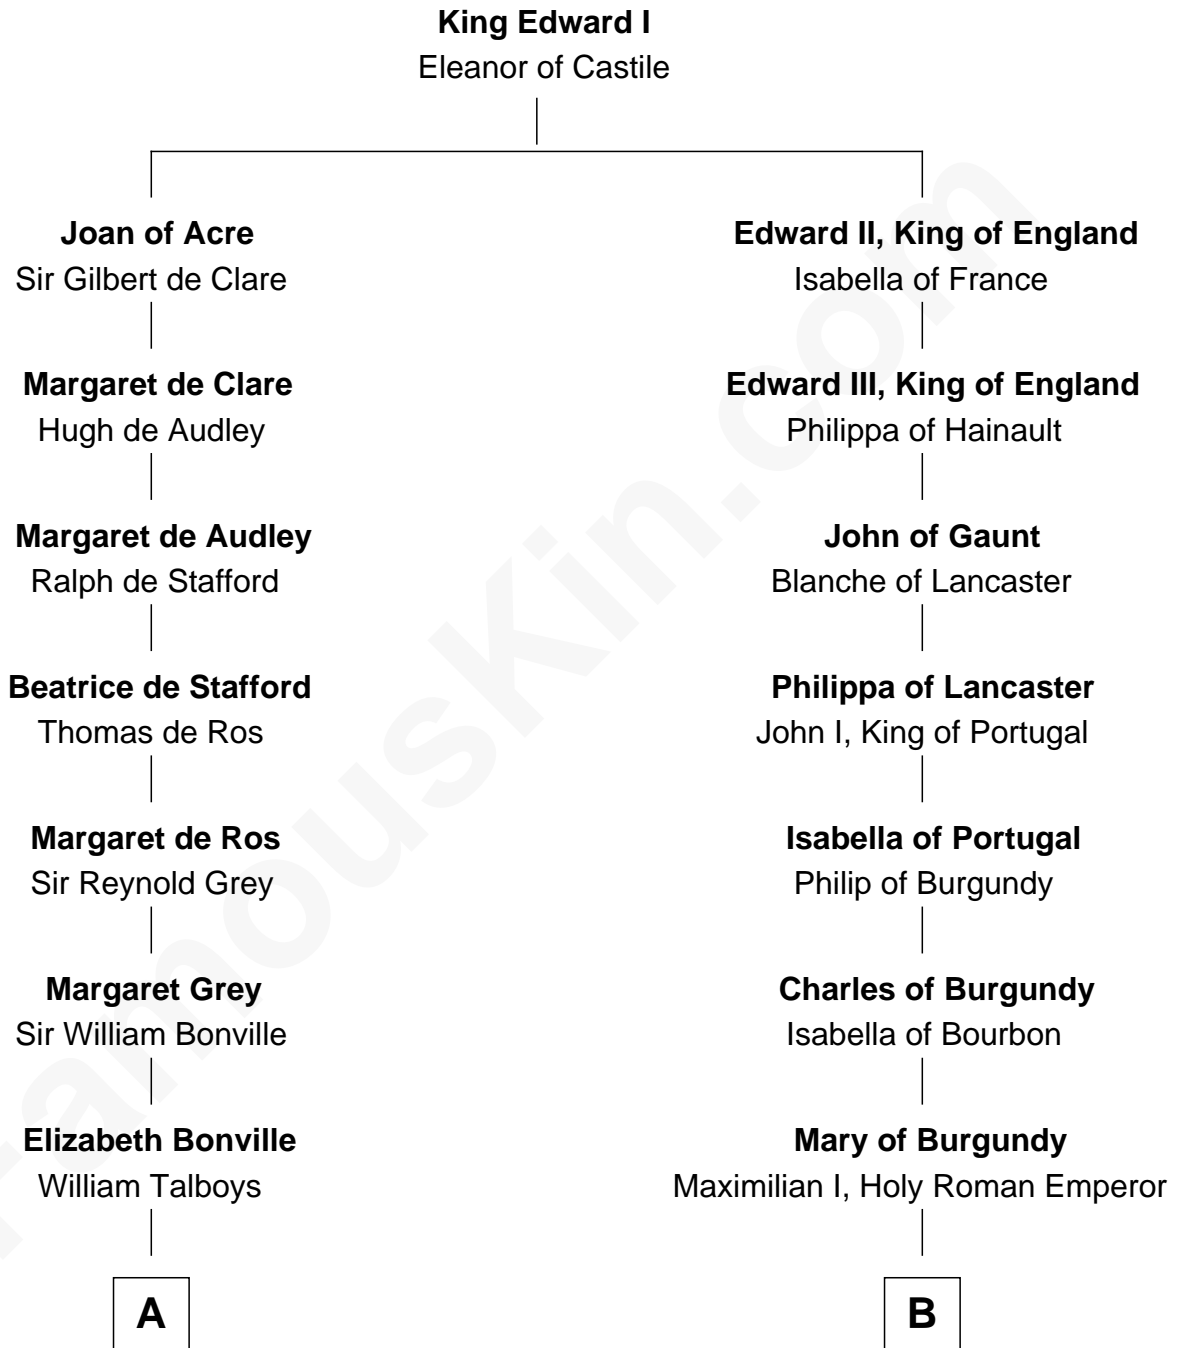 King Edward I
Eleanor of Castile
Joan of Acre
Sir Gilbert de Clare
Margaret de Clare
Hugh de Audley
Margaret de Audley
Ralph de Stafford
Beatrice de Stafford
Thomas de Ros
Margaret de Ros
Sir Reynold Grey
Margaret Grey
Sir William Bonville
Elizabeth Bonville
William Talboys
A
Edward II, King of England
Isabella of France
Edward III, King of England
Philippa of Hainault
John of Gaunt
Blanche of Lancaster
Philippa of Lancaster
John I, King of Portugal
Isabella of Portugal
Philip of Burgundy
Charles of Burgundy
Isabella of Bourbon
Mary of Burgundy
Maximilian I, Holy Roman Emperor
B
FamousKin.com